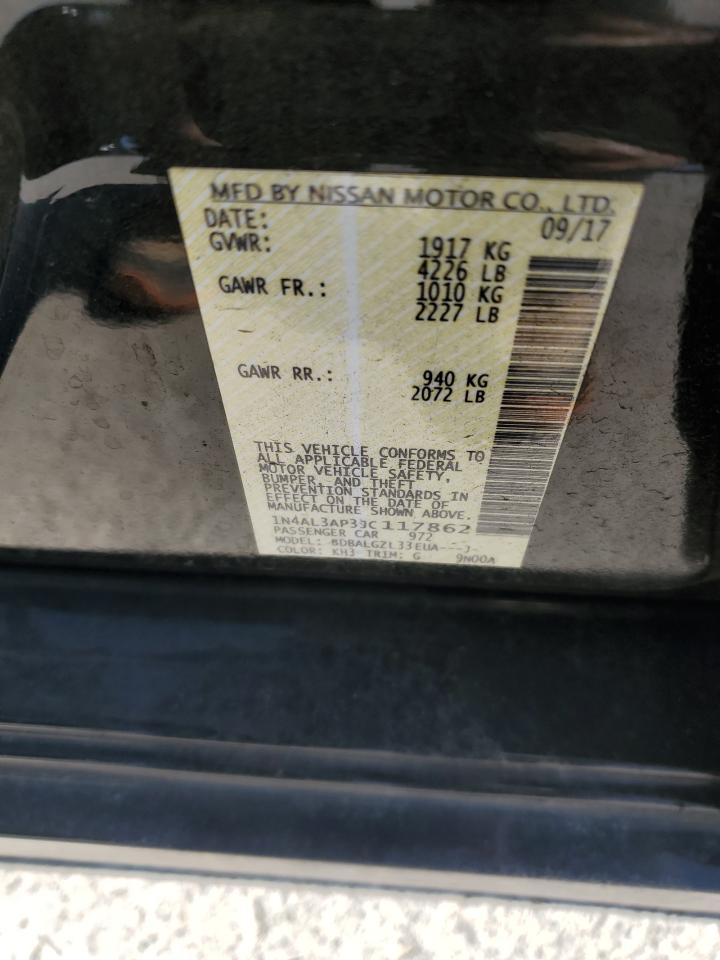 MFD BY NISSAN MOTOR CO., LTD.
DATE: 09/17
GVWR: 1917 KG
4226 LB
GAWR FR.: 1010 KG
2227 LB
GAWR RR.: 940 KG
2072 LB
THIS VEHICLE CONFORMS TO
ALL APPLICABLE FEDERAL
MOTOR VEHICLE SAFETY,
BUMPER, AND THEFT
PREVENTION STANDARDS IN
EFFECT ON THE DATE OF
MANUFACTURE SHOWN ABOVE.
PASSENGER CAR 972
MODEL:
COLOR: KH3 TRIM: G 9N00A